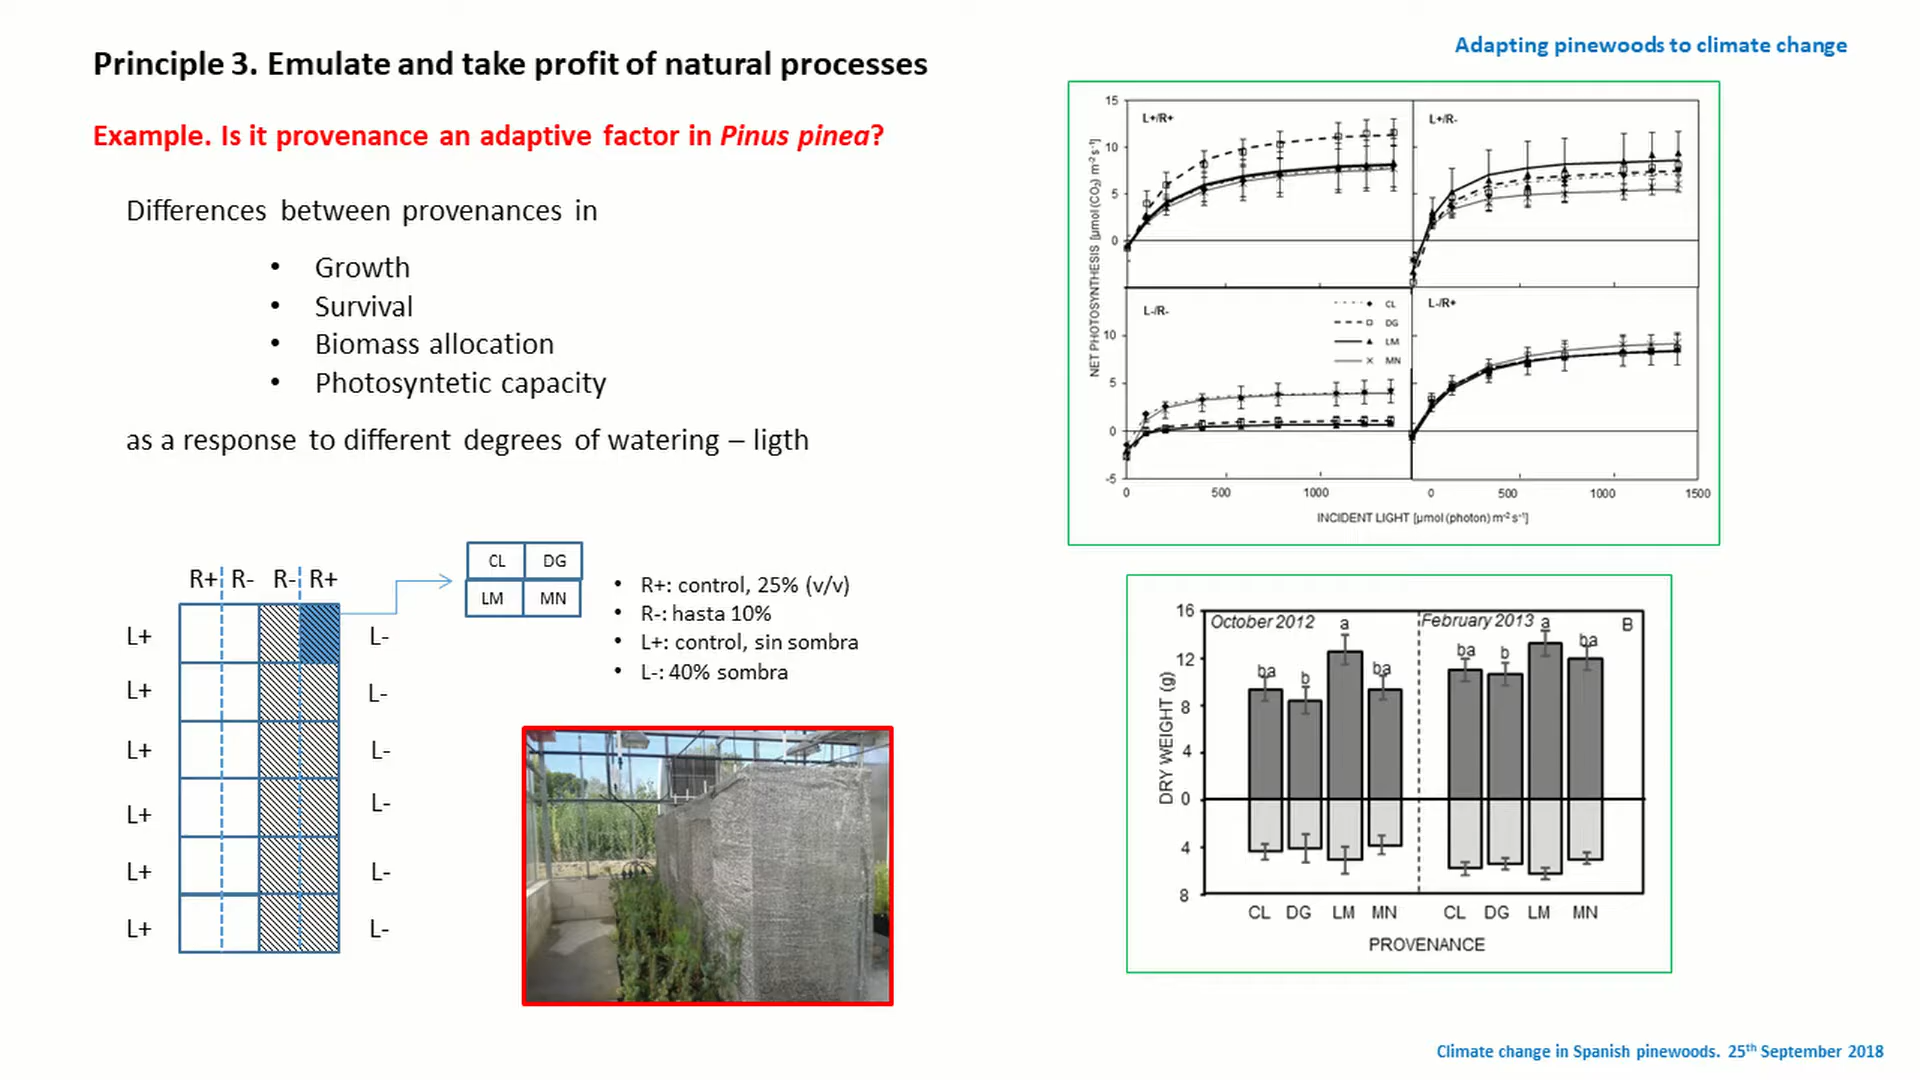 Principle 3. Emulate and take profit of natural processes
Adapting pinewoods to climate change
Example. Is it provenance an adaptive factor in Pinus pinea?
Differences between provenances in
• Growth
• Survival
• Biomass allocation
• Photosyntetic capacity
as a response to different degrees of watering – ligth
R+ R- R- R+
L+ L-
L+ L-
L+ L-
L+ L-
L+ L-
L+ L-
CL DG
LM MN
• R+: control, 25% (v/v)
• R-: hasta 10%
• L+: control, sin sombra
• L-: 40% sombra
NET PHOTOSYNTHESIS [µmol (CO₂) m⁻² s⁻¹]
15
10
5
0
10
5
0
-5
L+/R+
L+/R-
L-/R-
L-/R+
CL
DG
LM
MN
0 500 1000 0 500 1000 1500
INCIDENT LIGHT [µmol (photon) m⁻² s⁻¹]
DRY WEIGHT (g)
16
12
8
4
0
4
8
October 2012 February 2013 B
ba b a ba ba b a ba
CL DG LM MN CL DG LM MN
PROVENANCE
Climate change in Spanish pinewoods. 25th September 2018